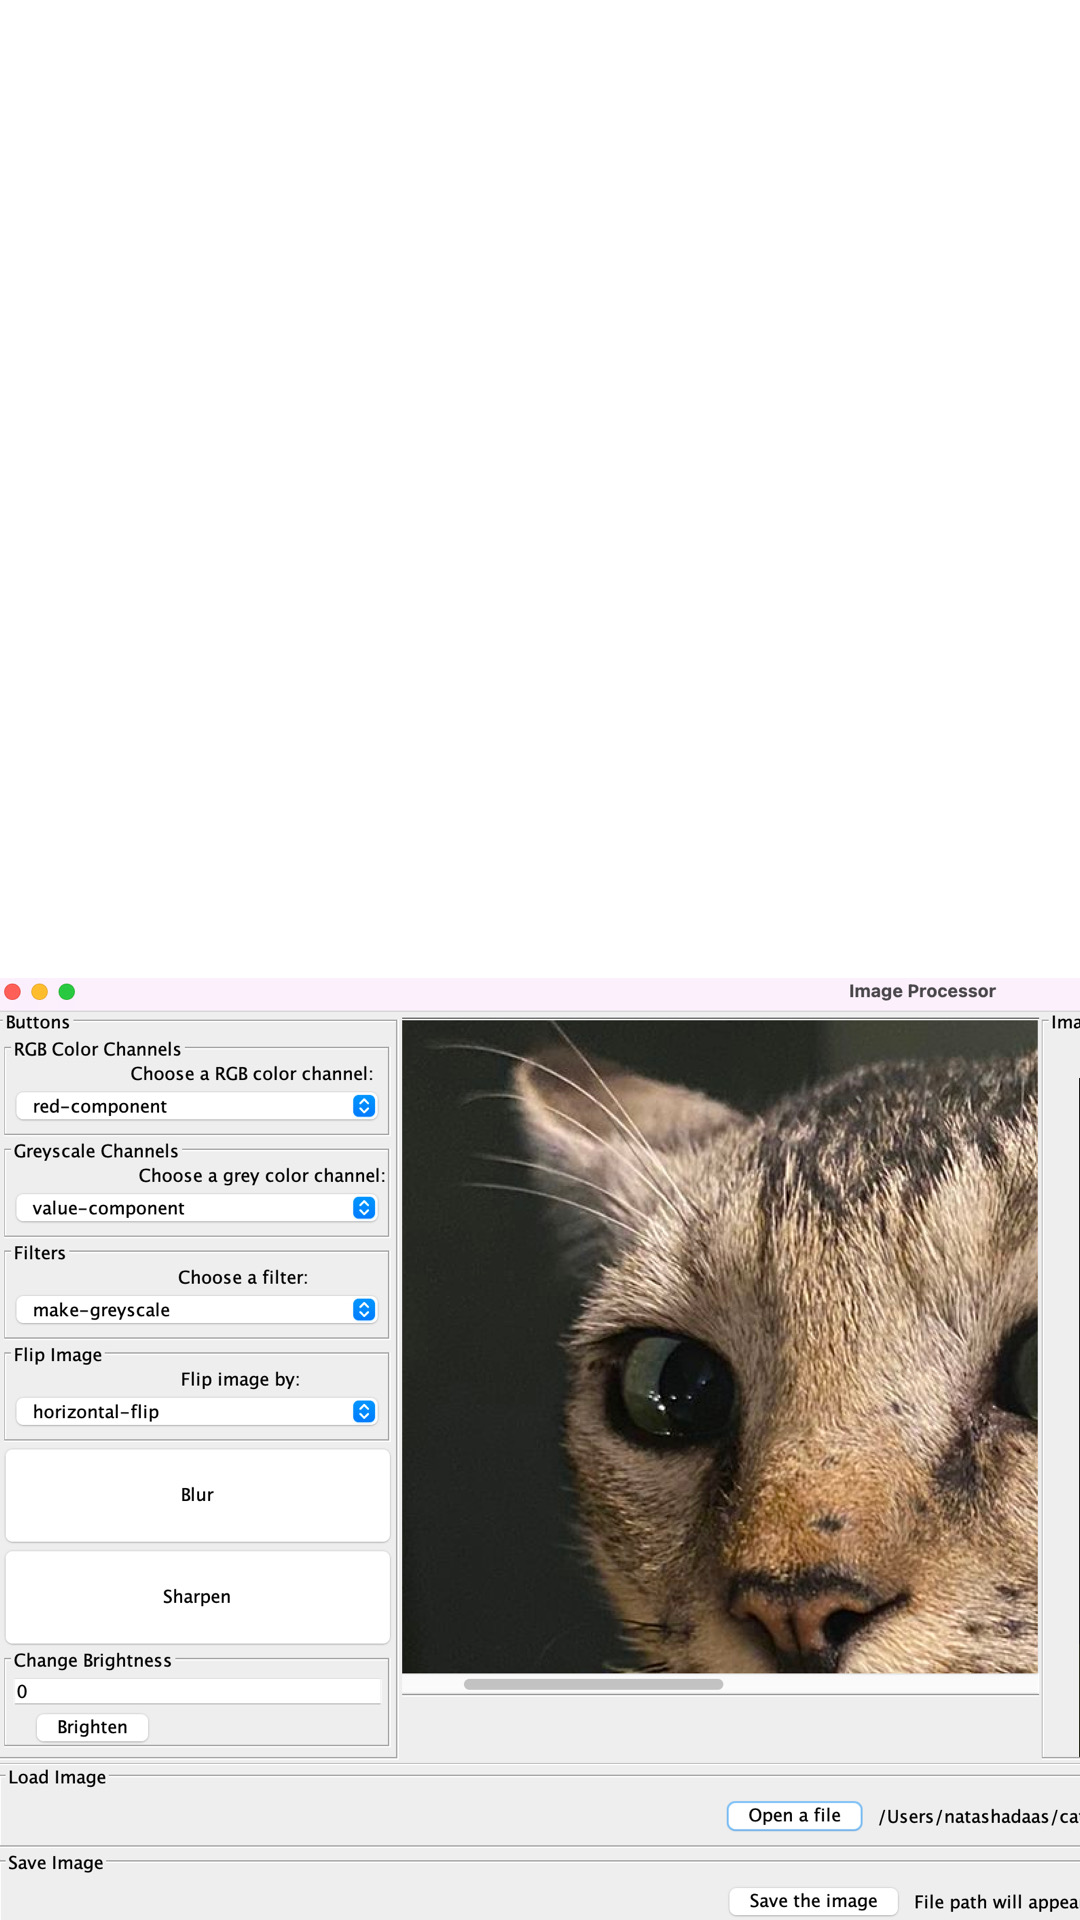 Image Processor
Buttons
RGB Color Channels
Choose a RGB color channel:
red-component
Greyscale Channels
Choose a grey color channel:
value-component
Filters
Choose a filter:
make-greyscale
Flip Image
Flip image by:
horizontal-flip
Blur
Sharpen
Change Brightness
0
Brighten
Ima
Load Image
Open a file
/Users/natashadaas/ca
Save Image
Save the image
File path will appea